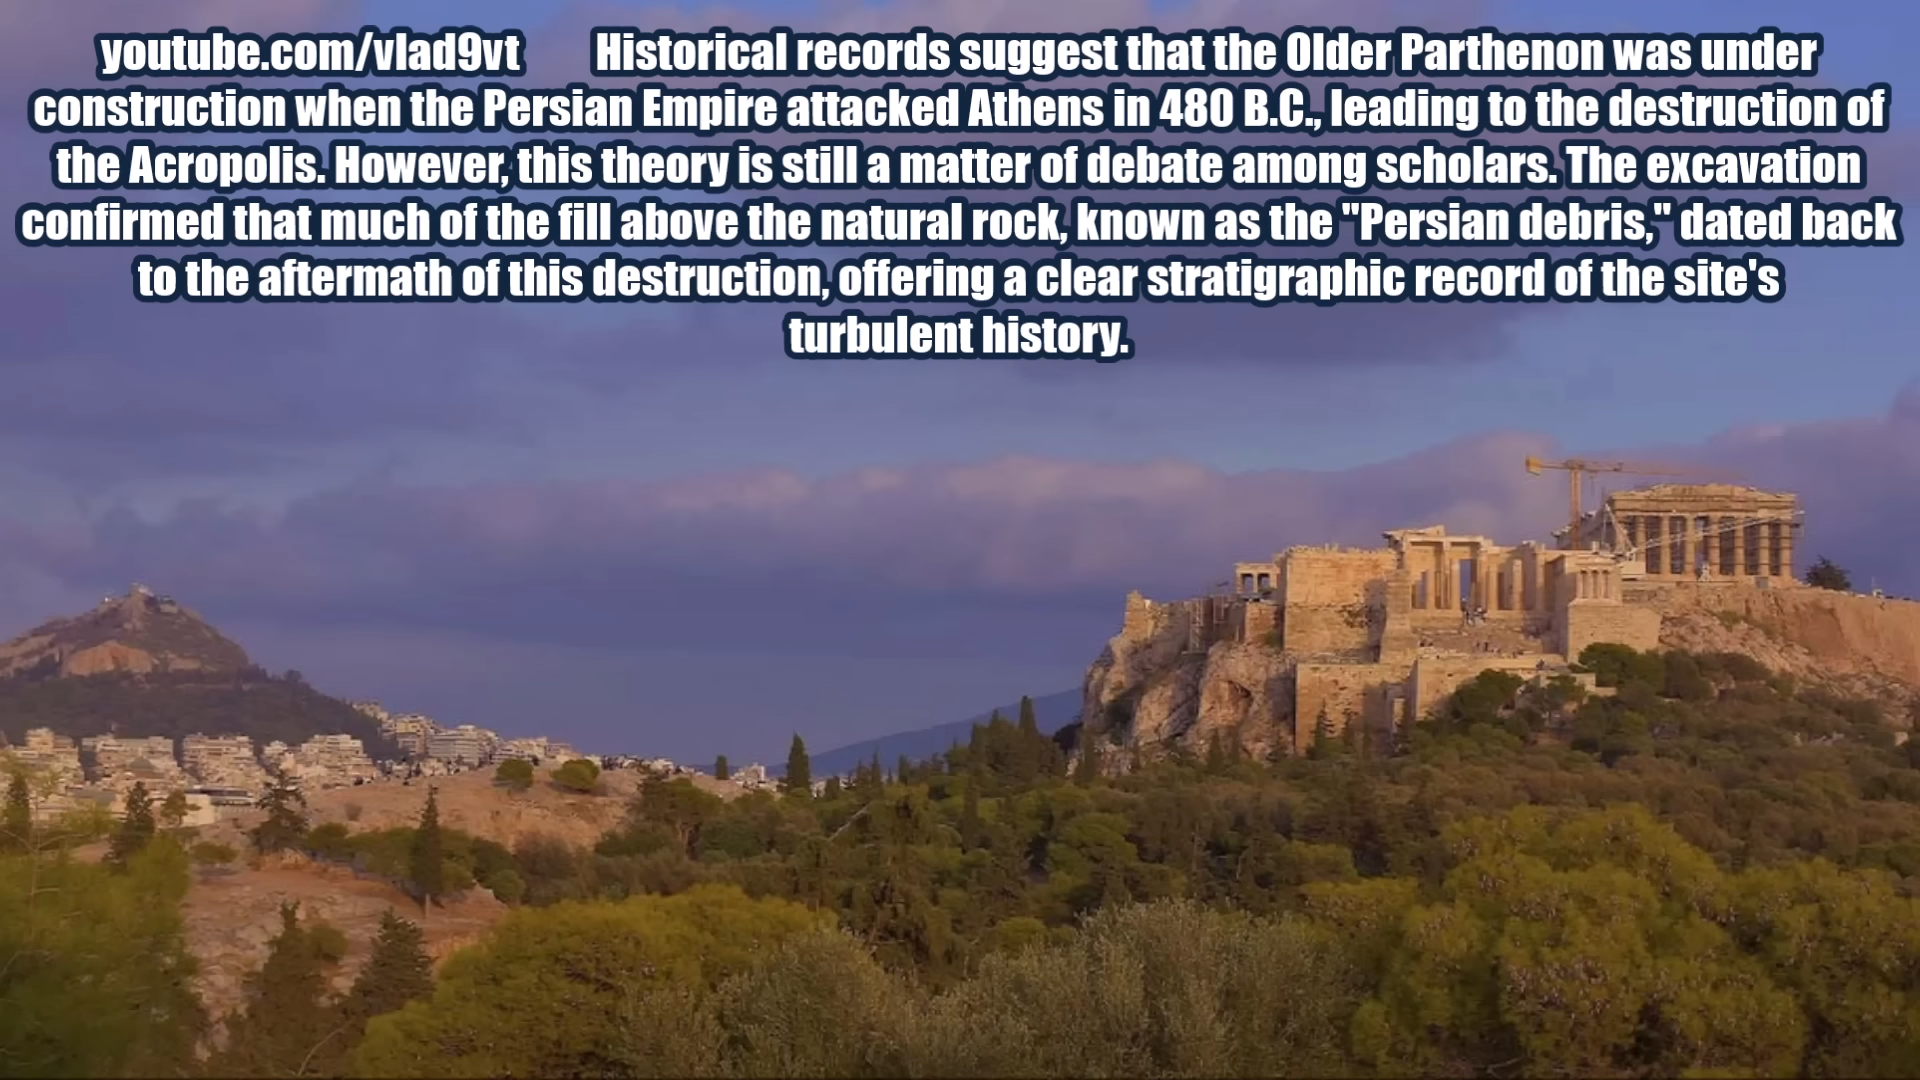 youtube.com/vlad9vt Historical records suggest that the Older Parthenon was under
construction when the Persian Empire attacked Athens in 480 B.C., leading to the destruction of
the Acropolis. However, this theory is still a matter of debate among scholars. The excavation
confirmed that much of the fill above the natural rock, known as the "Persian debris," dated back
to the aftermath of this destruction, offering a clear stratigraphic record of the site's
turbulent history.